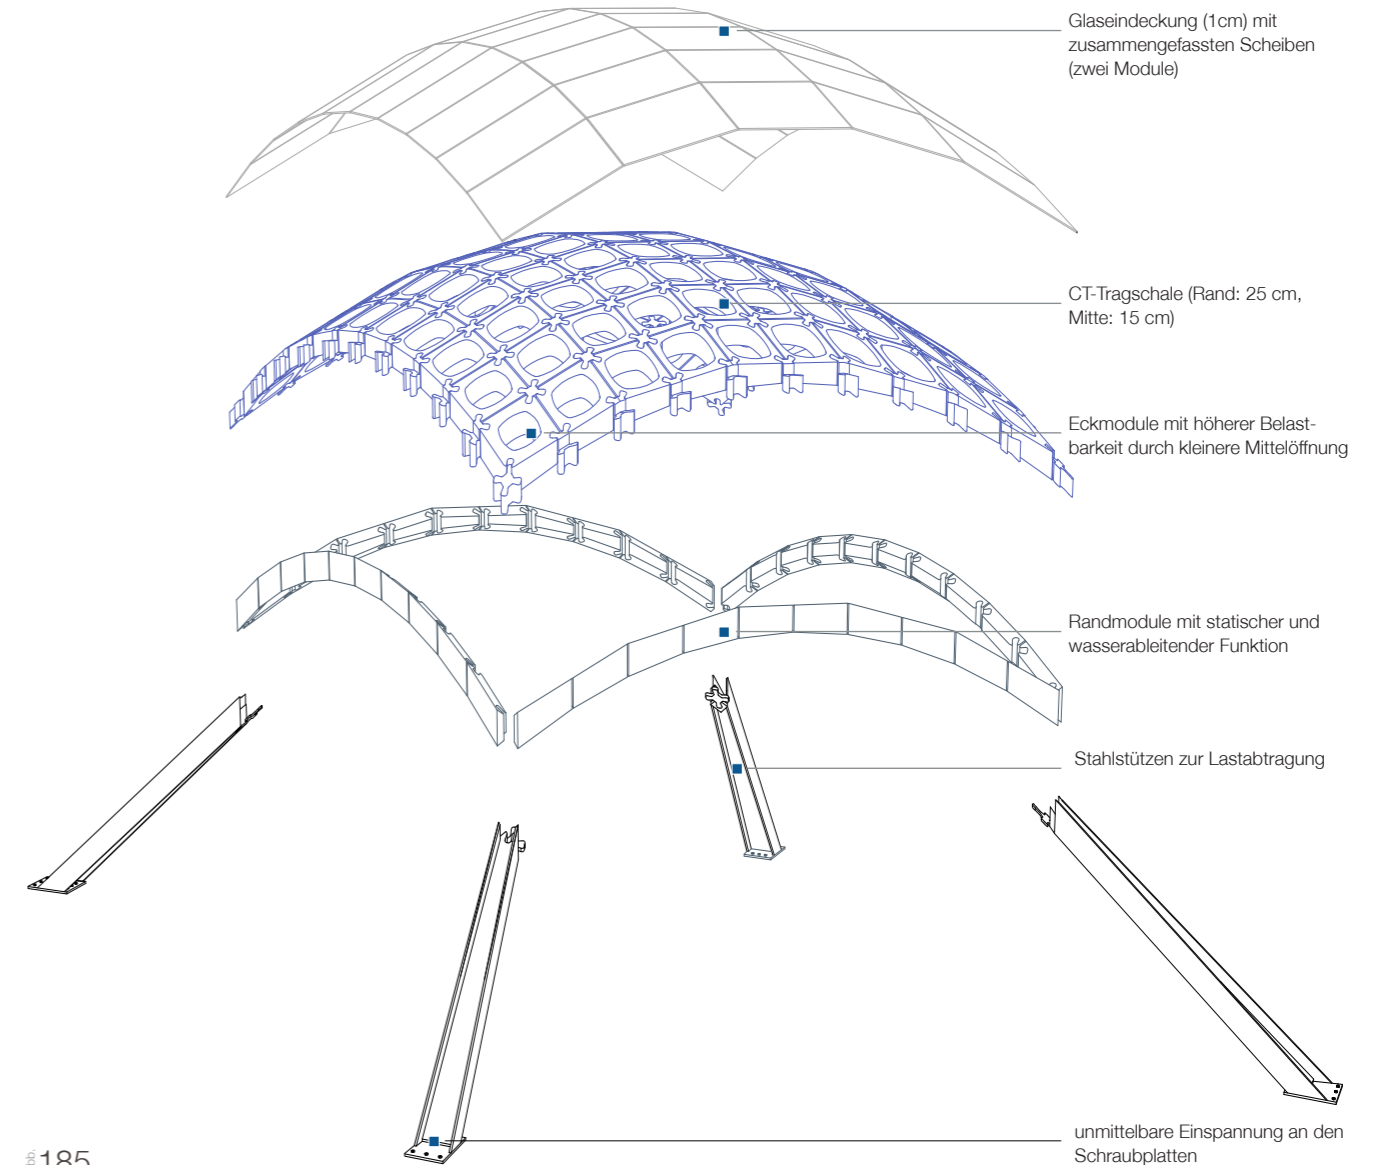 Glaseindeckung (1cm) mit
zusammengefassten Scheiben
(zwei Module)
CT-Tragschale (Rand: 25 cm,
Mitte: 15 cm)
Eckmodule mit höherer Belast-
barkeit durch kleinere Mittelöffnung
Randmodule mit statischer und
wasserableitender Funktion
Stahlstützen zur Lastabtragung
unmittelbare Einspannung an den
Schraubplatten
185